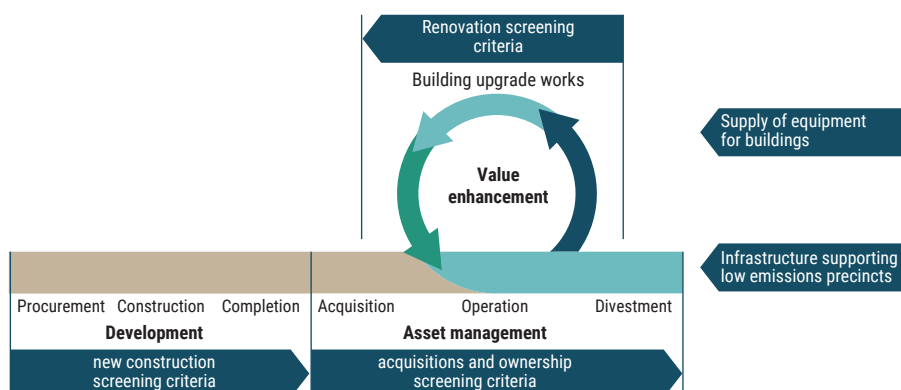 Renovation screening
criteria
Building upgrade works
Supply of equipment
for buildings
Value
enhancement
Infrastructure supporting
low emissions precincts
Procurement Construction Completion Acquisition Operation Divestment
Development Asset management
new construction
screening criteria
acquisitions and ownership
screening criteria